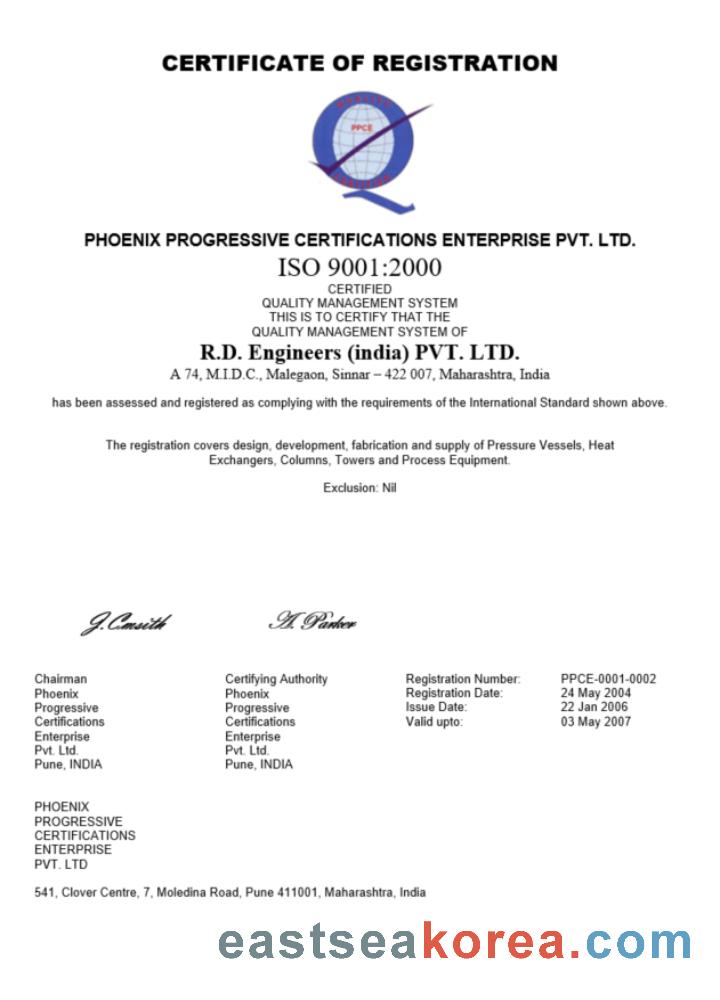 CERTIFICATE OF REGISTRATION
QUALITY
PPCE
PHOENIX PROGRESSIVE CERTIFICATIONS ENTERPRISE PVT. LTD.
ISO 9001:2000
CERTIFIED
QUALITY MANAGEMENT SYSTEM
THIS IS TO CERTIFY THAT THE
QUALITY MANAGEMENT SYSTEM OF
R.D. Engineers (india) PVT. LTD.
A 74, M.I.D.C., Malegaon, Sinnar – 422 007, Maharashtra, India
has been assessed and registered as complying with the requirements of the International Standard shown above.
The registration covers design, development, fabrication and supply of Pressure Vessels, Heat
Exchangers, Columns, Towers and Process Equipment.
Exclusion: Nil
J.Cmsith A. Parker
Chairman
Phoenix
Progressive
Certifications
Enterprise
Pvt. Ltd.
Pune, INDIA
Certifying Authority
Phoenix
Progressive
Certifications
Enterprise
Pvt. Ltd.
Pune, INDIA
Registration Number: PPCE-0001-0002
Registration Date: 24 May 2004
Issue Date: 22 Jan 2006
Valid upto: 03 May 2007
PHOENIX
PROGRESSIVE
CERTIFICATIONS
ENTERPRISE
PVT. LTD
541, Clover Centre, 7, Moledina Road, Pune 411001, Maharashtra, India
eastseakorea.com